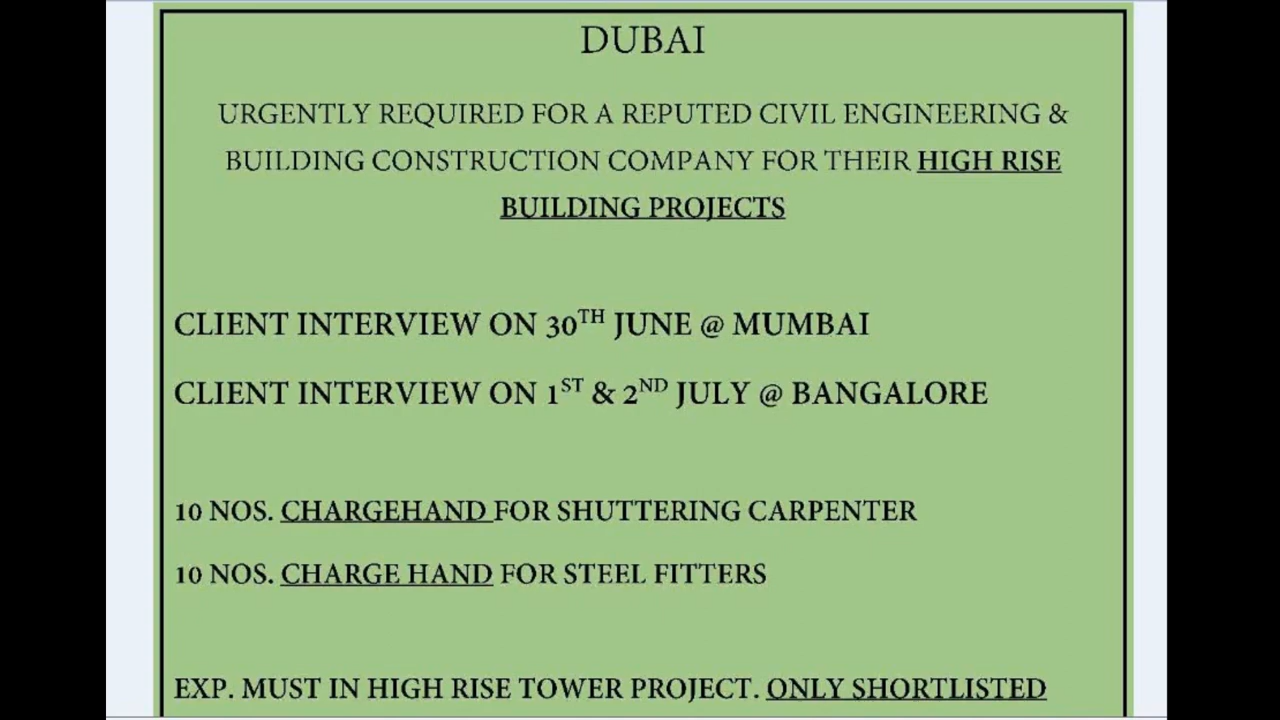 DUBAI
URGENTLY REQUIRED FOR A REPUTED CIVIL ENGINEERING &
BUILDING CONSTRUCTION COMPANY FOR THEIR HIGH RISE
BUILDING PROJECTS
CLIENT INTERVIEW ON 30TH JUNE @ MUMBAI
CLIENT INTERVIEW ON 1ST & 2ND JULY @ BANGALORE
10 NOS. CHARGEHAND FOR SHUTTERING CARPENTER
10 NOS. CHARGE HAND FOR STEEL FITTERS
EXP. MUST IN HIGH RISE TOWER PROJECT. ONLY SHORTLISTED